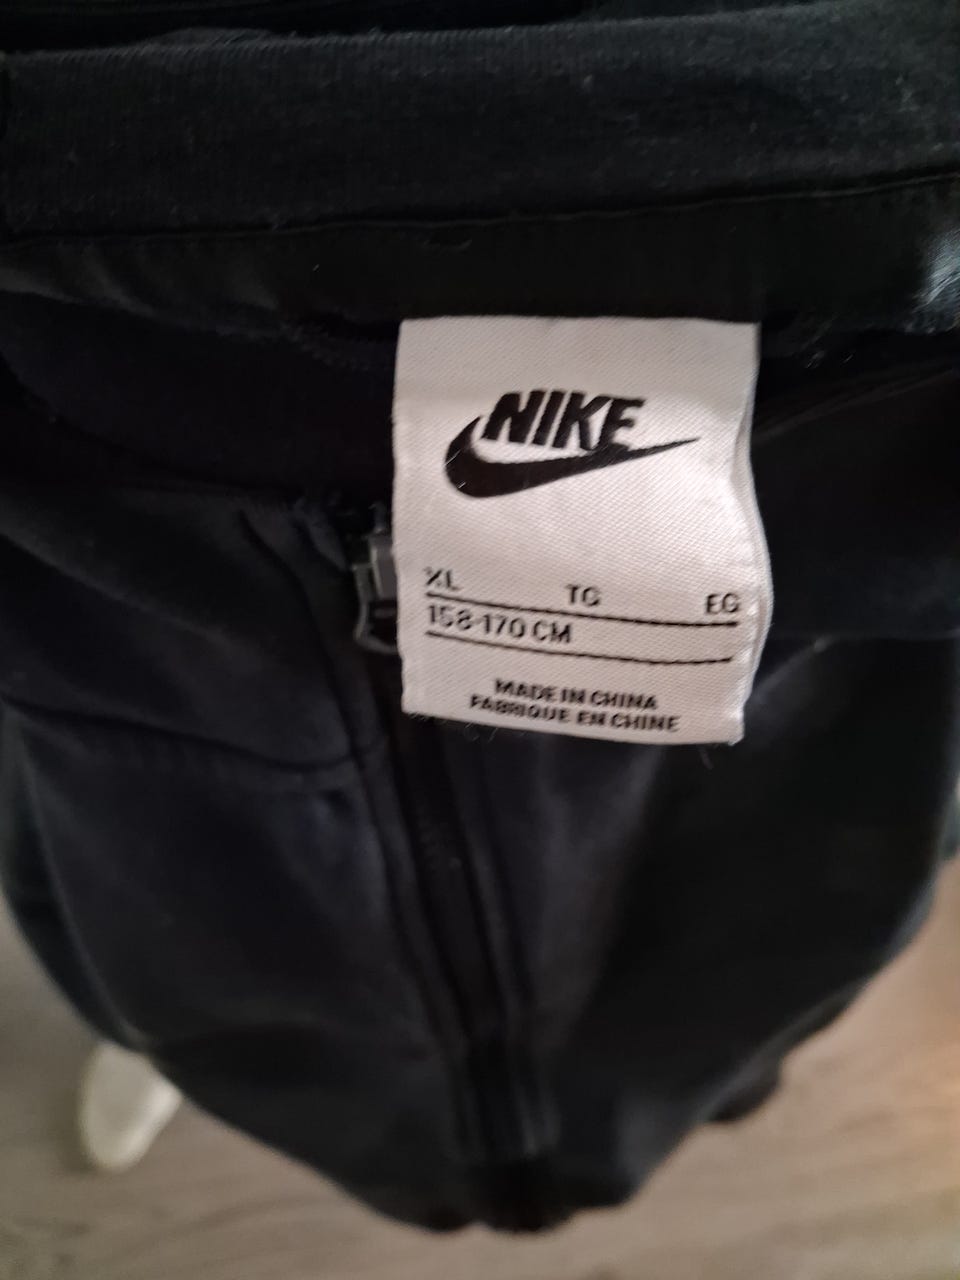 NIKE
XL TG EG
158-170 CM
MADE IN CHINA
FABRIQUE EN CHINE